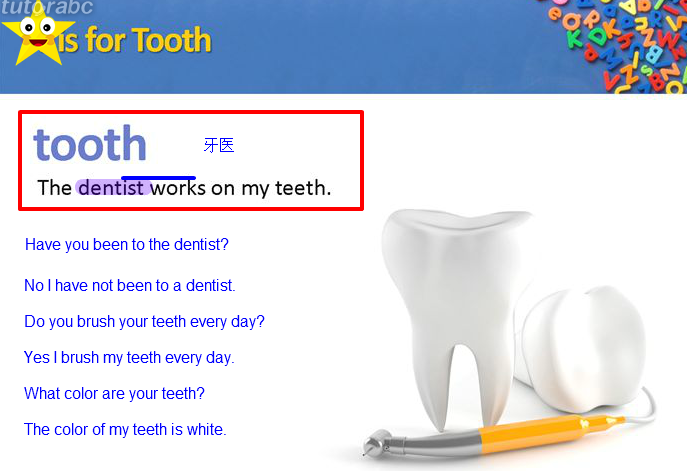 tutorabc
is for Tooth
tooth 牙医
The dentist works on my teeth.
Have you been to the dentist?
No I have not been to a dentist.
Do you brush your teeth every day?
Yes I brush my teeth every day.
What color are your teeth?
The color of my teeth is white.